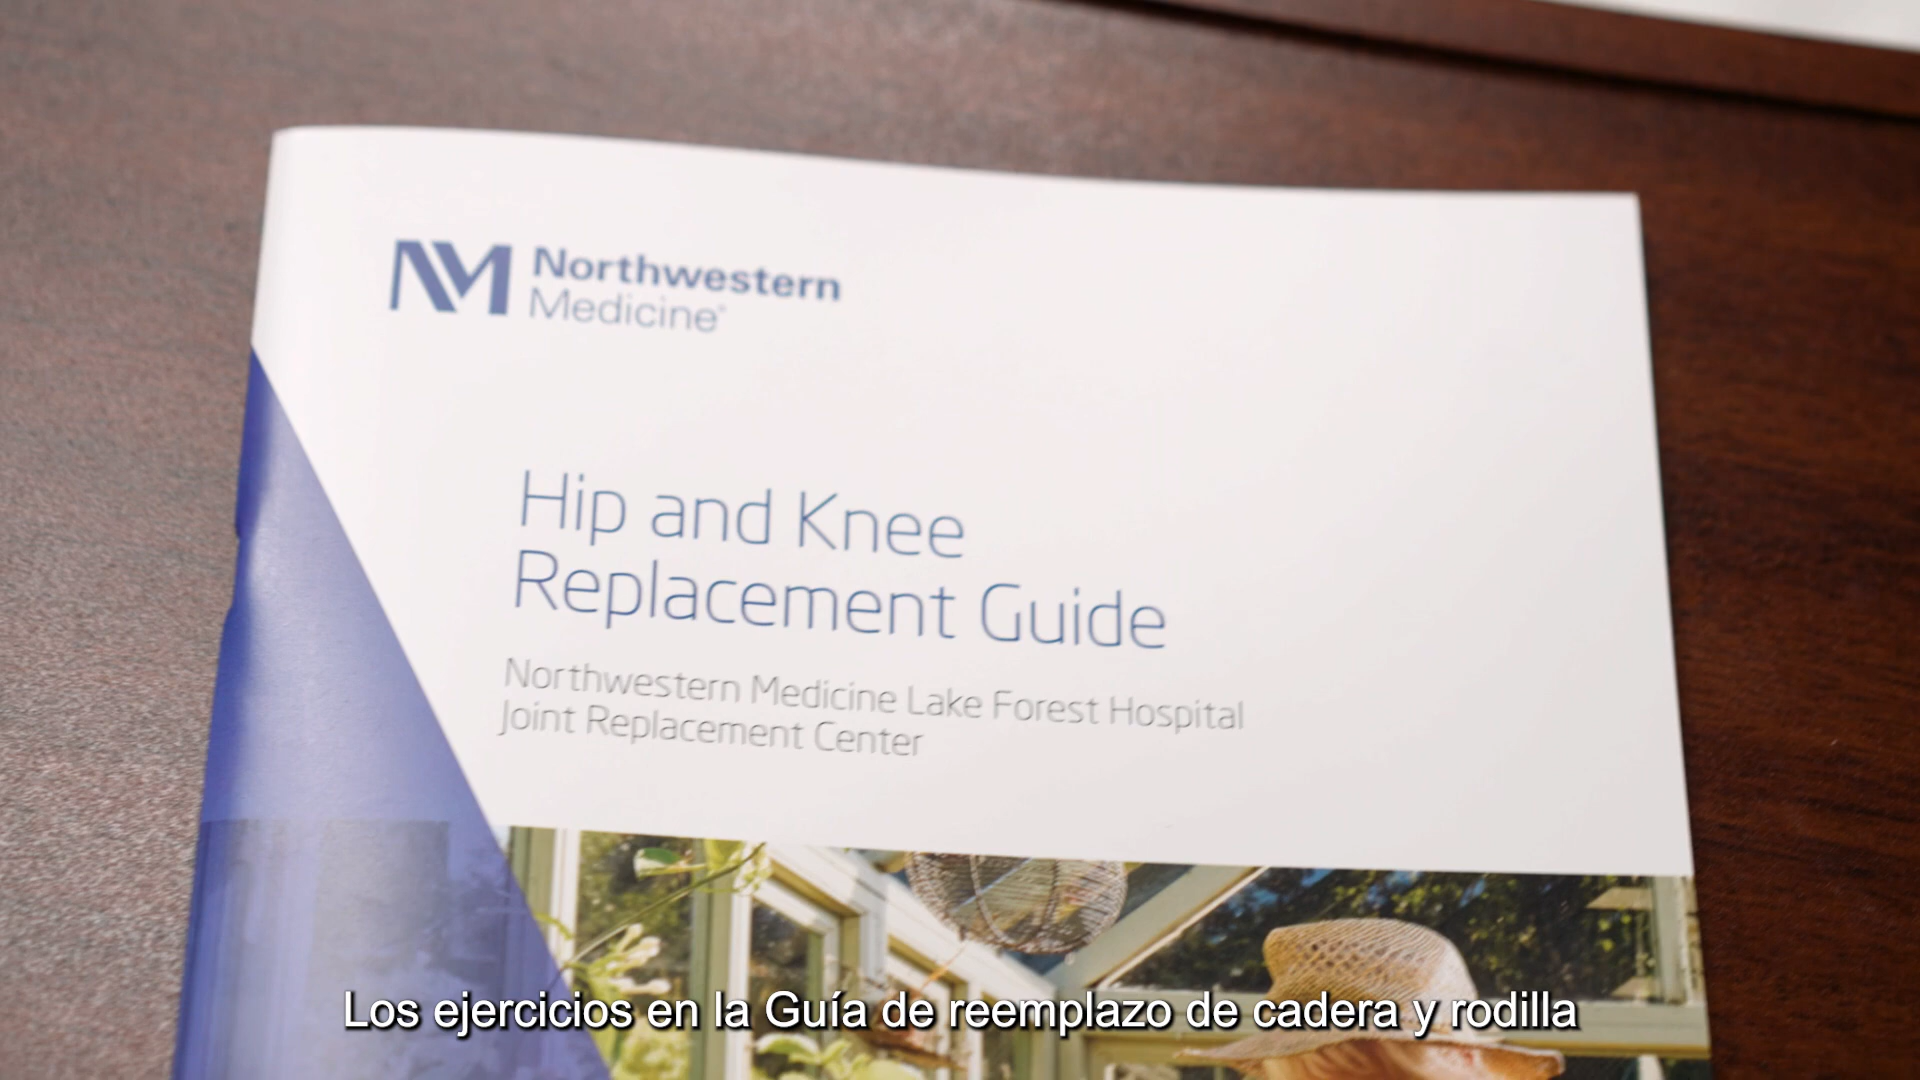 Northwestern
Medicine®
Hip and Knee
Replacement Guide
Northwestern Medicine Lake Forest Hospital
Joint Replacement Center
Los ejercicios en la Guía de reemplazo de cadera y rodilla